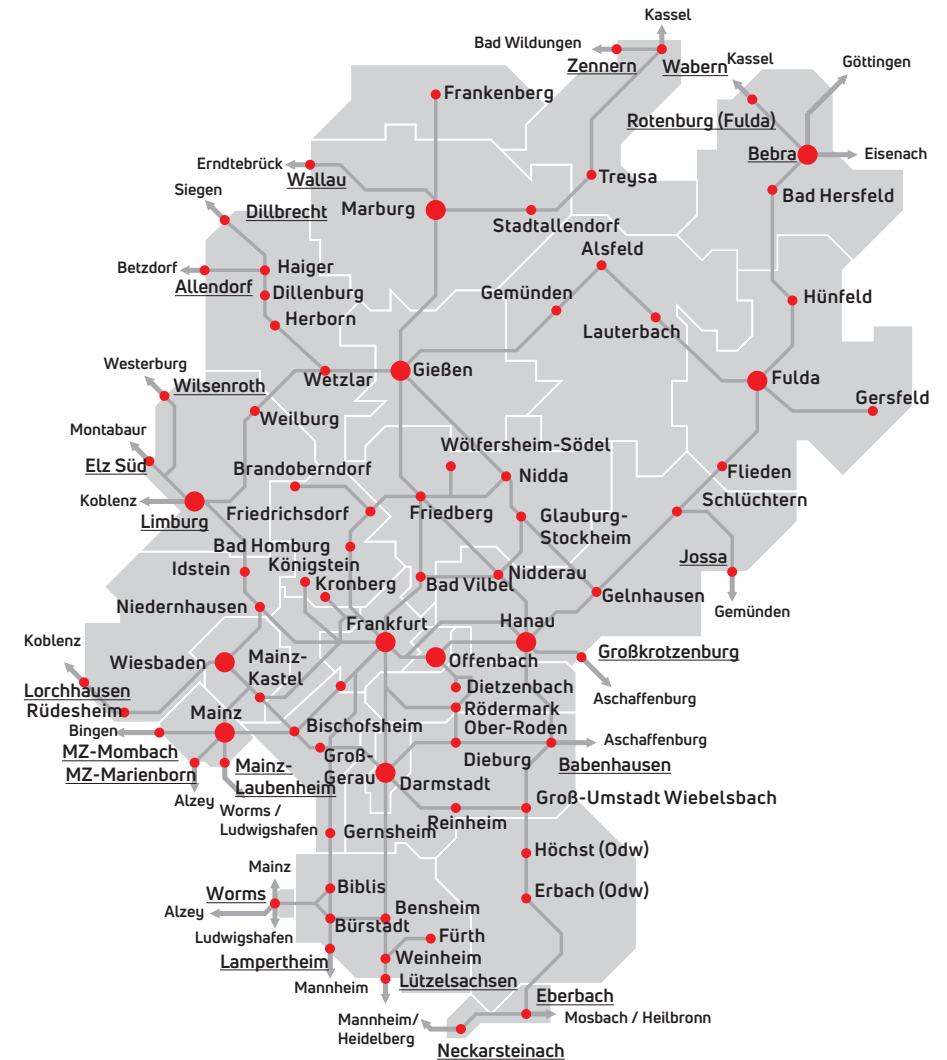 Kassel
Bad Wildungen
Zennern
Wabern
Kassel
Göttingen
Frankenberg
Rotenburg (Fulda)
Bebra
Eisenach
Erndtebrück
Wallau
Treysa
Siegen
Bad Hersfeld
Marburg
Dillbrecht
Stadtallendorf
Alsfeld
Betzdorf
Haiger
Allendorf
Dillenburg
Gemünden
Hünfeld
Herborn
Lauterbach
Westerburg
Wetzlar
Gießen
Fulda
Wilsenroth
Gersfeld
Weilburg
Montabaur
Wölfersheim-Södel
Elz Süd
Brandoberndorf
Nidda
Flieden
Koblenz
Friedrichsdorf
Friedberg
Schlüchtern
Limburg
Glauburg-
Stockheim
Bad Homburg
Jossa
Idstein
Königstein
Kronberg
Bad Vilbel
Nidderau
Gelnhausen
Niedernhausen
Gemünden
Frankfurt
Hanau
Koblenz
Wiesbaden
Mainz-
Kastel
Offenbach
Großkrotzenburg
Lorchhausen
Dietzenbach
Rüdesheim
Aschaffenburg
Mainz
Rödermark
Bischofsheim
Ober-Roden
Bingen
Aschaffenburg
MZ-Mombach
Groß-
Gerau
Dieburg
Babenhausen
MZ-Marienborn
Mainz-
Laubenheim
Darmstadt
Alzey
Worms /
Ludwigshafen
Groß-Umstadt Wiebelsbach
Reinheim
Gernsheim
Höchst (Odw)
Mainz
Biblis
Erbach (Odw)
Worms
Alzey
Bensheim
Bürstadt
Ludwigshafen
Fürth
Lampertheim
Weinheim
Mannheim
Lützelsachsen
Eberbach
Mannheim/
Heidelberg
Mosbach / Heilbronn
Neckarsteinach